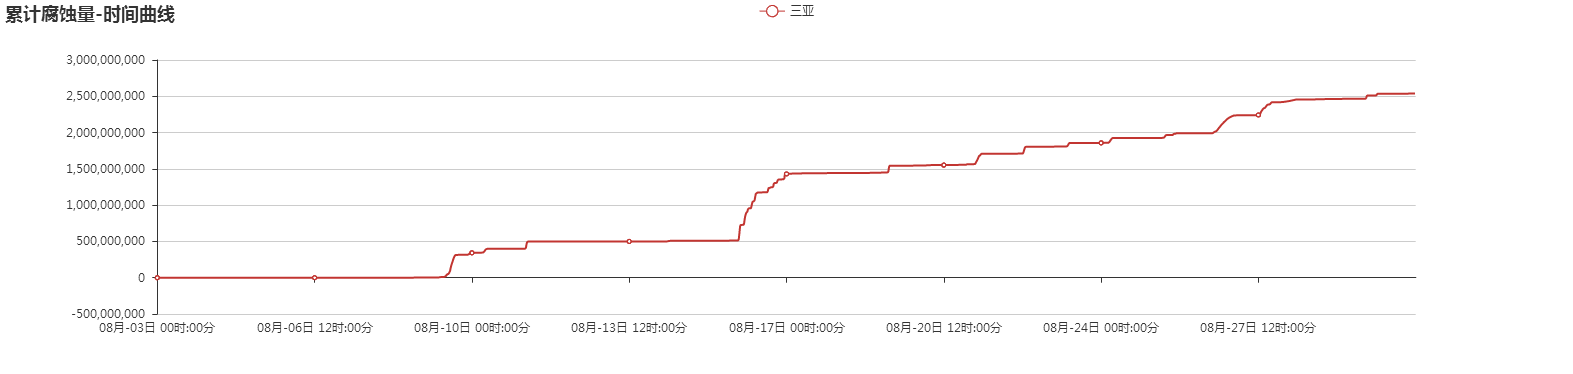 累计腐蚀量-时间曲线
三亚
3,000,000,000
2,500,000,000
2,000,000,000
1,500,000,000
1,000,000,000
500,000,000
0
-500,000,000
08月-03日 00时:00分
08月-06日 12时:00分
08月-10日 00时:00分
08月-13日 12时:00分
08月-17日 00时:00分
08月-20日 12时:00分
08月-24日 00时:00分
08月-27日 12时:00分